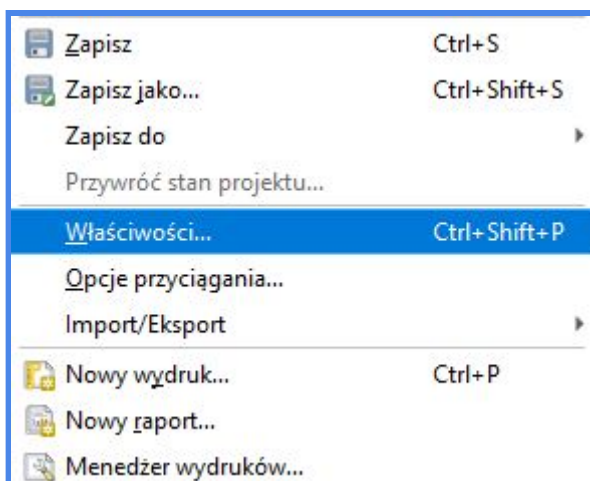 Zapisz Ctrl+S
Zapisz jako... Ctrl+Shift+S
Zapisz do
Przywróć stan projektu...
Właściwości... Ctrl+Shift+P
Opcje przyciągania...
Import/Eksport
Nowy wydruk... Ctrl+P
Nowy raport...
Menedżer wydruków...